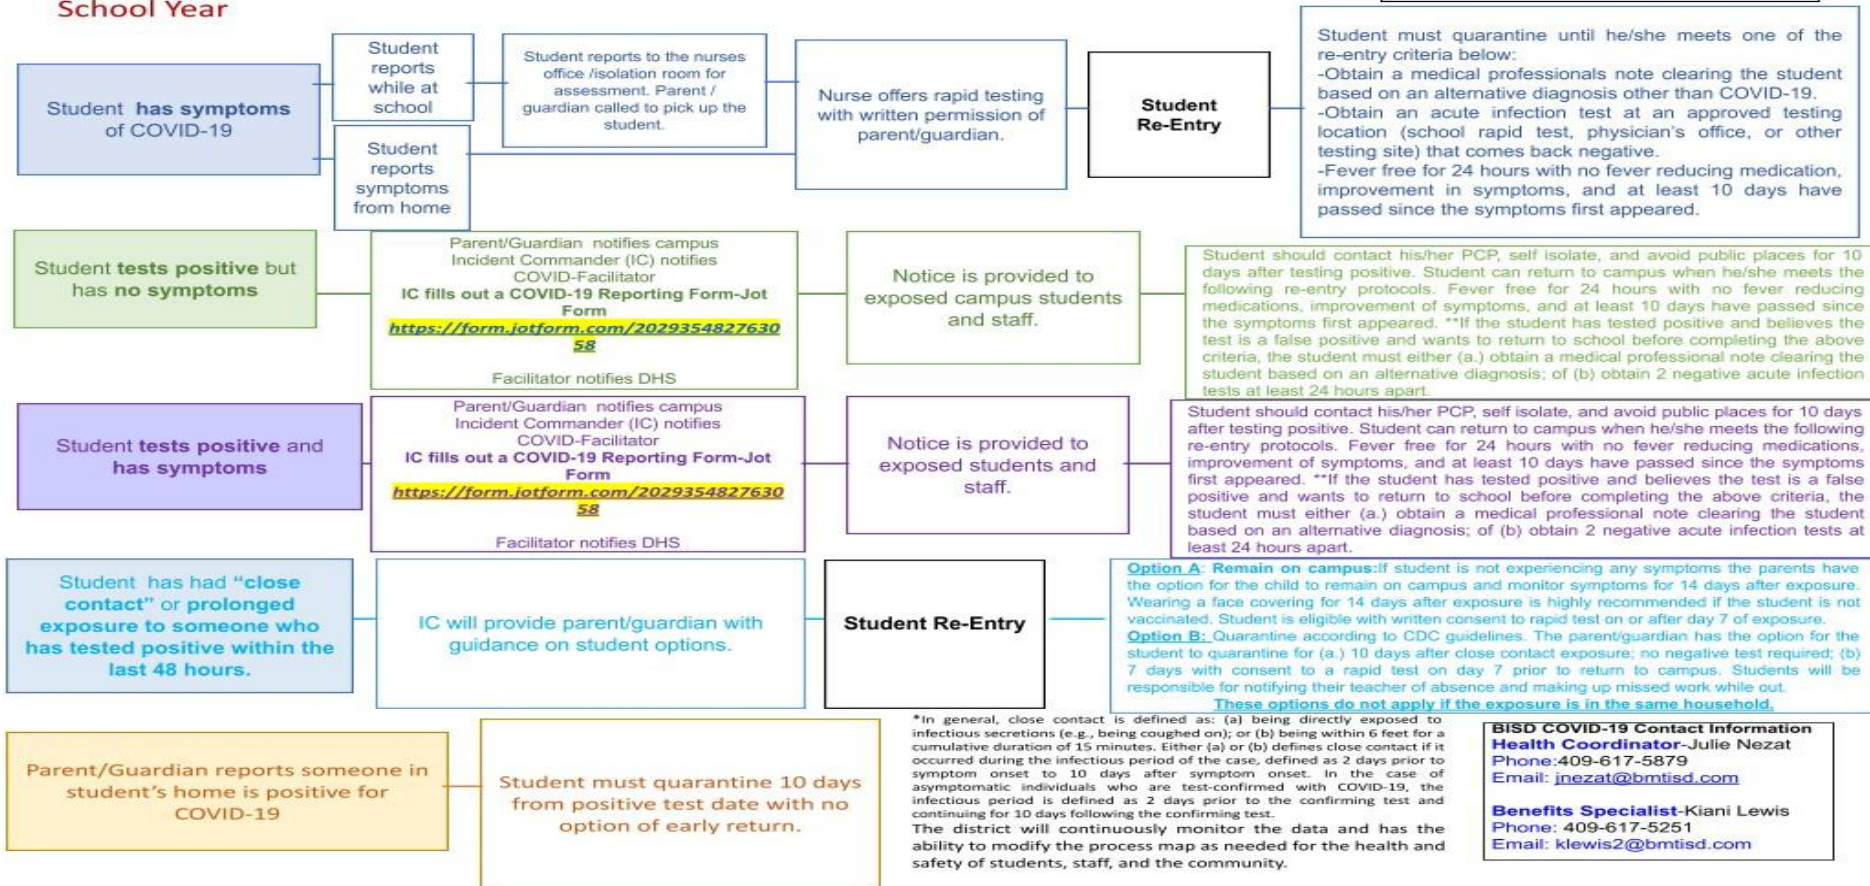 School Year
Student has symptoms
of COVID-19
Student
reports
while at
school
Student reports to the nurses
office /isolation room for
assessment. Parent /
guardian called to pick up the
student.
Student
reports
symptoms
from home
Nurse offers rapid testing
with written permission of
parent/guardian.
Student
Re-Entry
Student must quarantine until he/she meets one of the
re-entry criteria below:
-Obtain a medical professionals note clearing the student
based on an alternative diagnosis other than COVID-19.
-Obtain an acute infection test at an approved testing
location (school rapid test, physician's office, or other
testing site) that comes back negative.
-Fever free for 24 hours with no fever reducing medication,
improvement in symptoms, and at least 10 days have
passed since the symptoms first appeared.
Student tests positive but
has no symptoms
Parent/Guardian notifies campus
Incident Commander (IC) notifies
COVID-Facilitator
IC fills out a COVID-19 Reporting Form-Jot
Form
https://form.jotform.com/2029354827630
58
Facilitator notifies DHS
Notice is provided to
exposed campus students
and staff.
Student should contact his/her PCP, self isolate, and avoid public places for 10
days after testing positive. Student can return to campus when he/she meets the
following re-entry protocols. Fever free for 24 hours with no fever reducing
medications, improvement of symptoms, and at least 10 days have passed since
the symptoms first appeared. **If the student has tested positive and believes the
test is a false positive and wants to return to school before completing the above
criteria, the student must either (a.) obtain a medical professional note clearing the
student based on an alternative diagnosis; of (b) obtain 2 negative acute infection
tests at least 24 hours apart.
Student tests positive and
has symptoms
Parent/Guardian notifies campus
Incident Commander (IC) notifies
COVID-Facilitator
IC fills out a COVID-19 Reporting Form-Jot
Form
https://form.jotform.com/2029354827630
58
Facilitator notifies DHS
Notice is provided to
exposed students and
staff.
Student should contact his/her PCP, self isolate, and avoid public places for 10 days
after testing positive. Student can return to campus when he/she meets the following
re-entry protocols. Fever free for 24 hours with no fever reducing medications,
improvement of symptoms, and at least 10 days have passed since the symptoms
first appeared. **If the student has tested positive and believes the test is a false
positive and wants to return to school before completing the above criteria, the
student must either (a.) obtain a medical professional note clearing the student
based on an alternative diagnosis; of (b) obtain 2 negative acute infection tests at
least 24 hours apart.
Student has had "close
contact" or prolonged
exposure to someone who
has tested positive within the
last 48 hours.
IC will provide parent/guardian with
guidance on student options.
Student Re-Entry
Option A: Remain on campus:If student is not experiencing any symptoms the parents have
the option for the child to remain on campus and monitor symptoms for 14 days after exposure.
Wearing a face covering for 14 days after exposure is highly recommended if the student is not
vaccinated. Student is eligible with written consent to rapid test on or after day 7 of exposure.
Option B: Quarantine according to CDC guidelines. The parent/guardian has the option for the
student to quarantine for (a.) 10 days after close contact exposure; no negative test required; (b)
7 days with consent to a rapid test on day 7 prior to return to campus. Students will be
responsible for notifying their teacher of absence and making up missed work while out.
These options do not apply if the exposure is in the same household.
Parent/Guardian reports someone in
student's home is positive for
COVID-19
Student must quarantine 10 days
from positive test date with no
option of early return.
*In general, close contact is defined as: (a) being directly exposed to
infectious secretions (e.g., being coughed on); or (b) being within 6 feet for a
cumulative duration of 15 minutes. Either (a) or (b) defines close contact if it
occurred during the infectious period of the case, defined as 2 days prior to
symptom onset to 10 days after symptom onset. In the case of
asymptomatic individuals who are test-confirmed with COVID-19, the
infectious period is defined as 2 days prior to the confirming test and
continuing for 10 days following the confirming test.
The district will continuously monitor the data and has the
ability to modify the process map as needed for the health and
safety of students, staff, and the community.
BISD COVID-19 Contact Information
Health Coordinator-Julie Nezat
Phone:409-617-5879
Email: jnezat@bmtisd.com
Benefits Specialist-Kiani Lewis
Phone: 409-617-5251
Email: klewis2@bmtisd.com